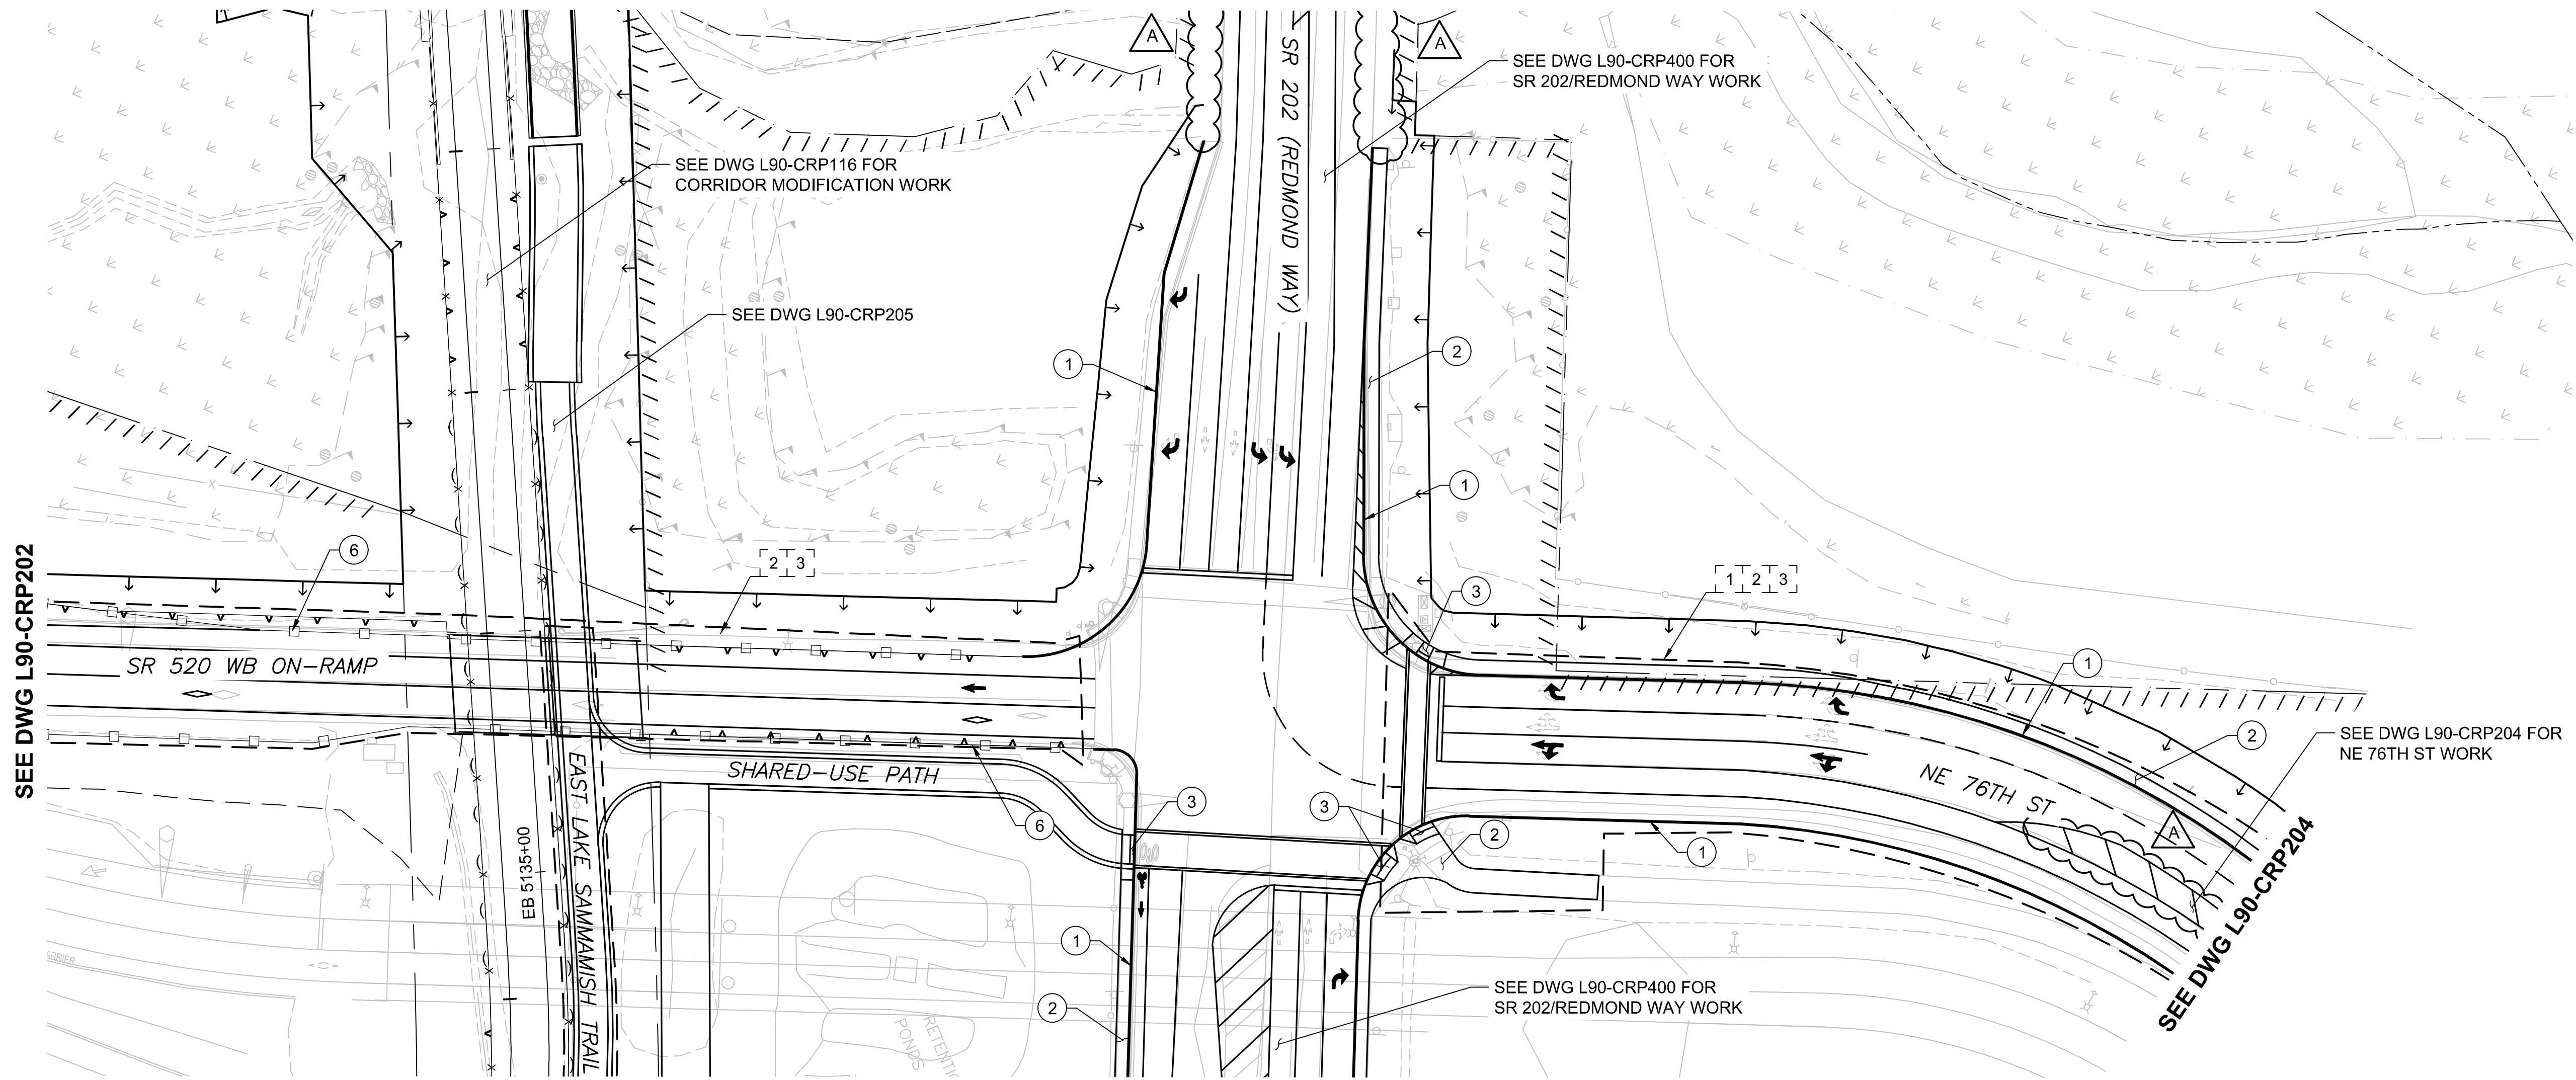 A
A
SR 202 (REDMOND WAY)
SEE DWG L90-CRP400 FOR
SR 202/REDMOND WAY WORK
SEE DWG L90-CRP116 FOR
CORRIDOR MODIFICATION WORK
SEE DWG L90-CRP205
1
2
1
6
2 3
3
1 2 3
SEE DWG L90-CRP202
SR 520 WB ON-RAMP
1
2
SEE DWG L90-CRP204 FOR
NE 76TH ST WORK
SHARED-USE PATH
NE 76TH ST
EAST LAKE SAMMAMISH TRAIL
EB 5135+00
6
3
3
2
1
A
SEE DWG L90-CRP204
1
2
SEE DWG L90-CRP400 FOR
SR 202/REDMOND WAY WORK
RETENTIO
PONDS